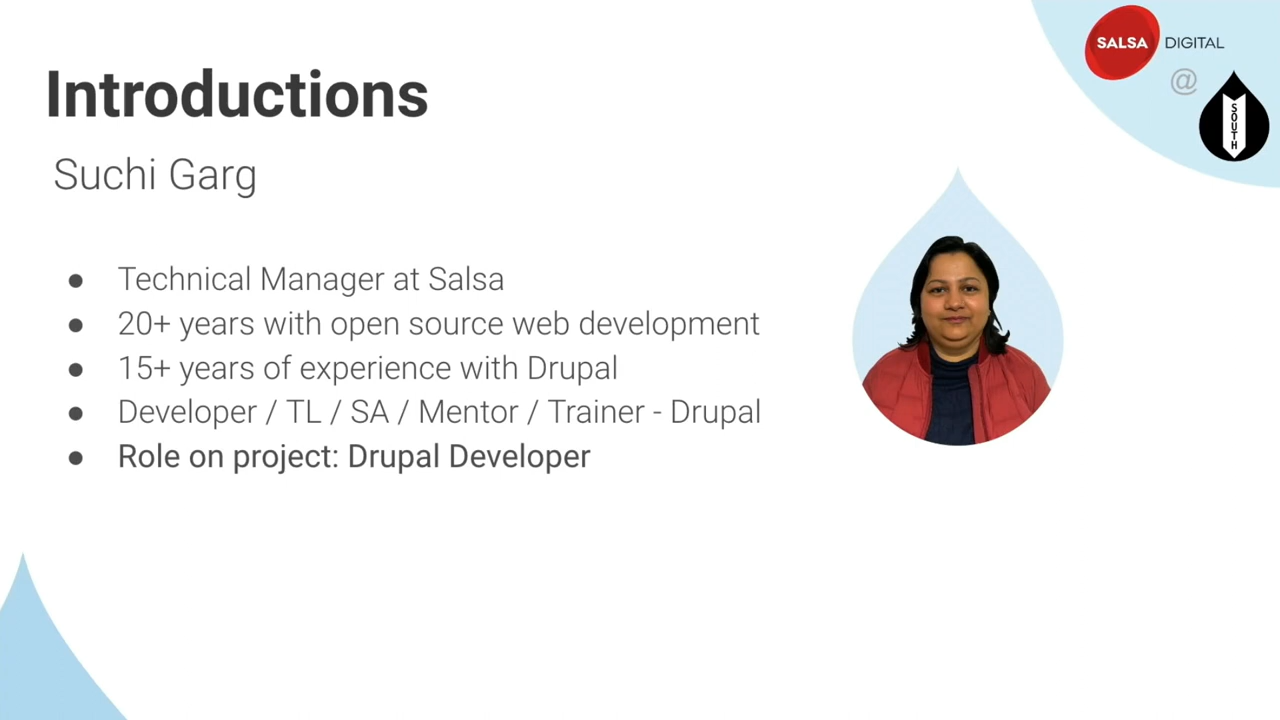 SALSA DIGITAL
@
SOUTH
Introductions
Suchi Garg
● Technical Manager at Salsa
● 20+ years with open source web development
● 15+ years of experience with Drupal
● Developer / TL / SA / Mentor / Trainer - Drupal
● Role on project: Drupal Developer